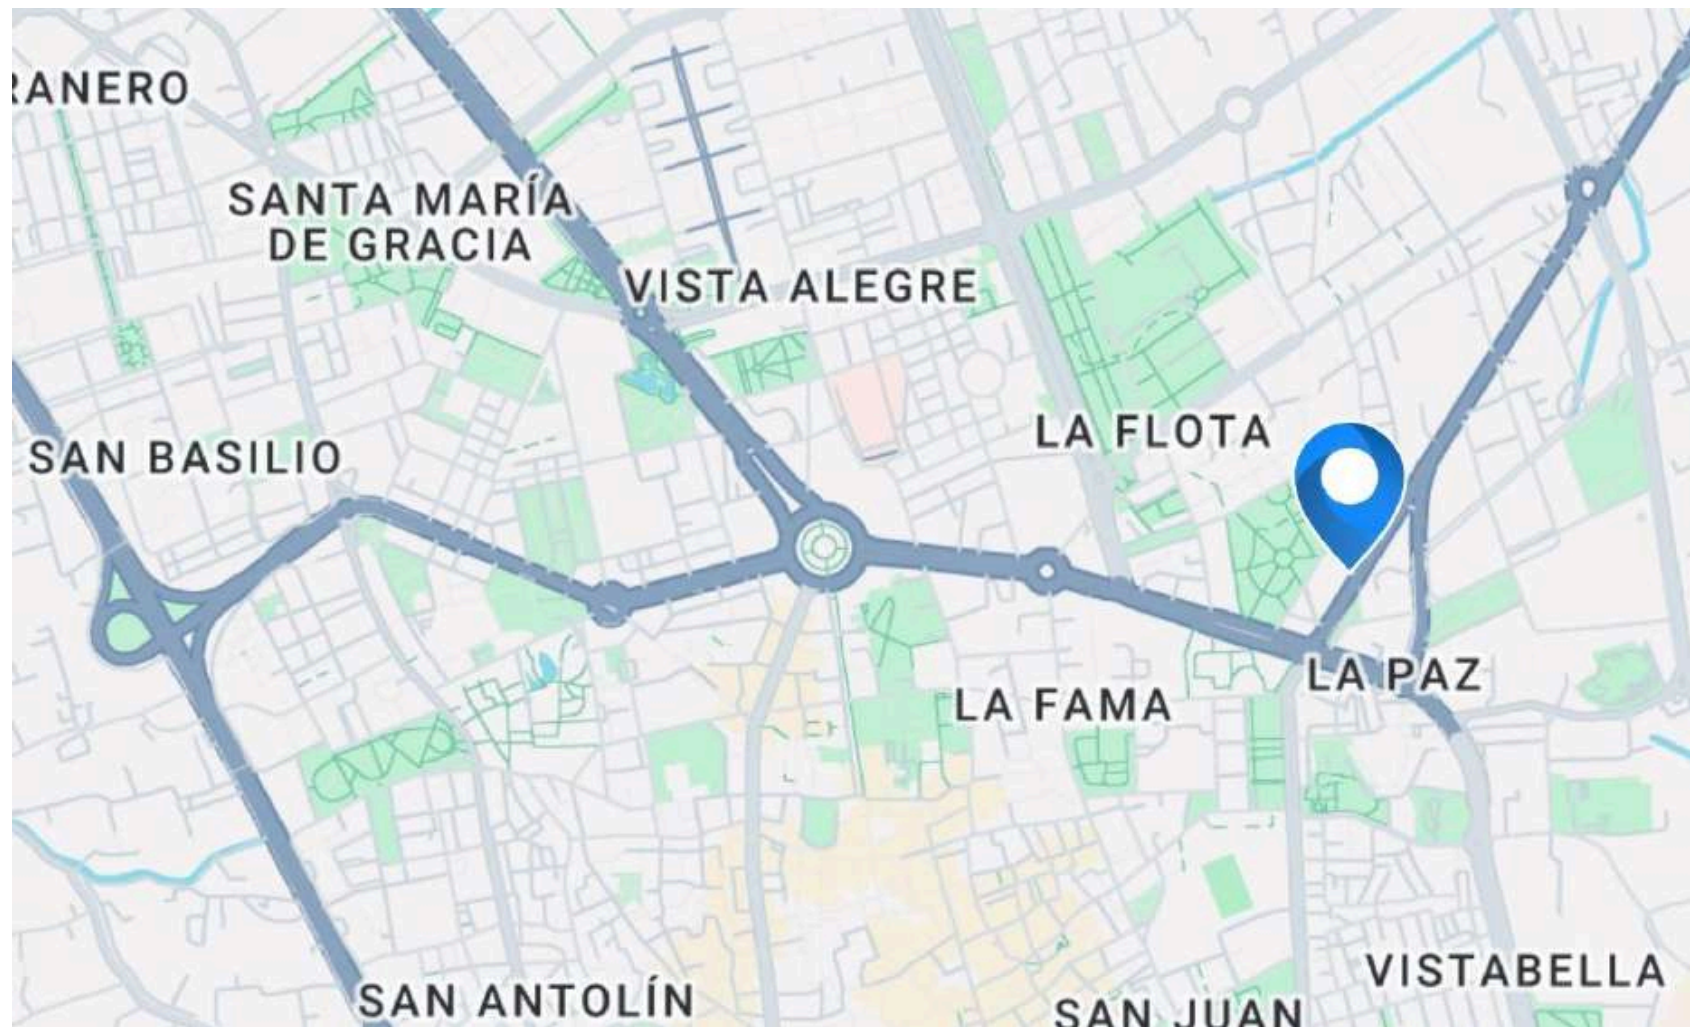 RANERO
SANTA MARÍA
DE GRACIA
VISTA ALEGRE
LA FLOTA
SAN BASILIO
LA PAZ
LA FAMA
VISTABELLA
SAN ANTOLÍN
SAN JUAN